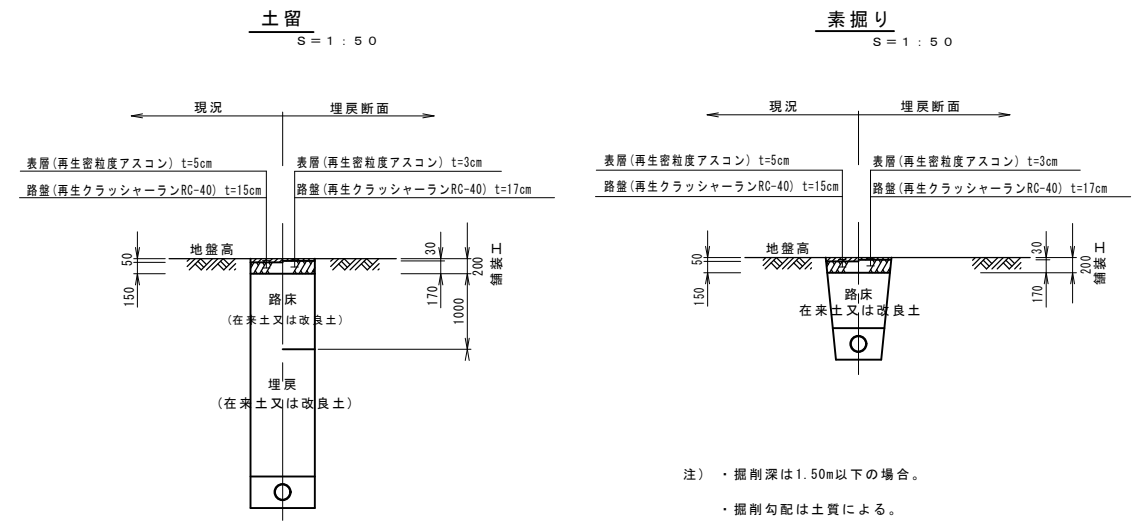 土留
S=1:50
現況
埋戻断面
表層(再生密粒度アスコン) t=5cm
表層(再生密粒度アスコン) t=3cm
路盤(再生クラッシャーランRC-40) t=15cm
路盤(再生クラッシャーランRC-40) t=17cm
地盤高
50
150
30
170
200
舗装工
1000
路床
(在来土又は改良土)
埋戻
(在来土又は改良土)
素掘り
S=1:50
現況
埋戻断面
表層(再生密粒度アスコン) t=5cm
表層(再生密粒度アスコン) t=3cm
路盤(再生クラッシャーランRC-40) t=15cm
路盤(再生クラッシャーランRC-40) t=17cm
地盤高
50
150
30
170
200
舗装工
路床
在来土又は改良土
注) ・掘削深は1.50m以下の場合。
・掘削勾配は土質による。